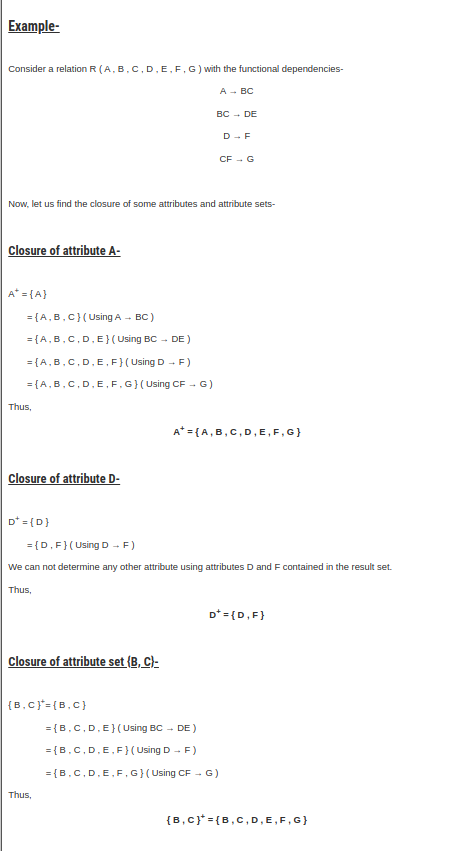 Example-
Consider a relation R ( A , B , C , D , E , F , G ) with the functional dependencies-
A → BC
BC → DE
D → F
CF → G
Now, let us find the closure of some attributes and attribute sets-
Closure of attribute A-
A⁺ = { A }
= { A , B , C } ( Using A → BC )
= { A , B , C , D , E } ( Using BC → DE )
= { A , B , C , D , E , F } ( Using D → F )
= { A , B , C , D , E , F , G } ( Using CF → G )
Thus,
A⁺ = { A , B , C , D , E , F , G }
Closure of attribute D-
D⁺ = { D }
= { D , F } ( Using D → F )
We can not determine any other attribute using attributes D and F contained in the result set.
Thus,
D⁺ = { D , F }
Closure of attribute set {B, C}-
{ B , C }⁺= { B , C }
= { B , C , D , E } ( Using BC → DE )
= { B , C , D , E , F } ( Using D → F )
= { B , C , D , E , F , G } ( Using CF → G )
Thus,
{ B , C }⁺ = { B , C , D , E , F , G }